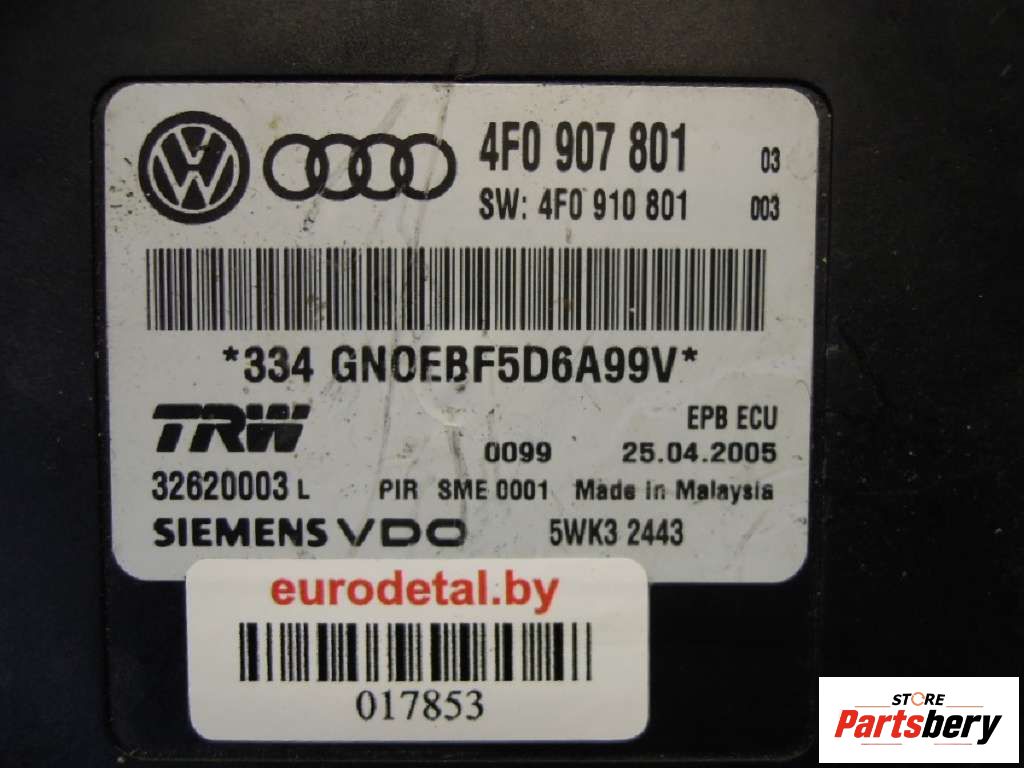 4F0 907 801 03
SW: 4F0 910 801 003
*334 GN0EBF5D6A99V*
TRW EPB ECU
0099 25.04.2005
32620003 L PIR SME 0001 Made in Malaysia
SIEMENS VDO 5WK3 2443
eurodetal.by
017853
STORE
Partsbery